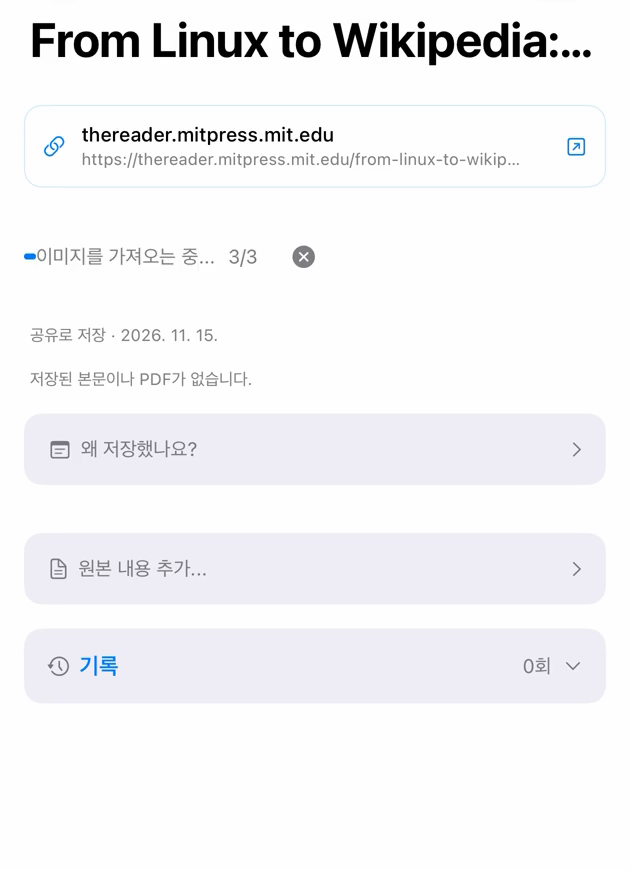 From Linux to Wikipedia:...
thereader.mitpress.mit.edu
https://thereader.mitpress.mit.edu/from-linux-to-wikip...
이미지를 가져오는 중... 3/3
공유로 저장 · 2026. 11. 15.
저장된 본문이나 PDF가 없습니다.
왜 저장했나요?
원본 내용 추가...
기록 0회